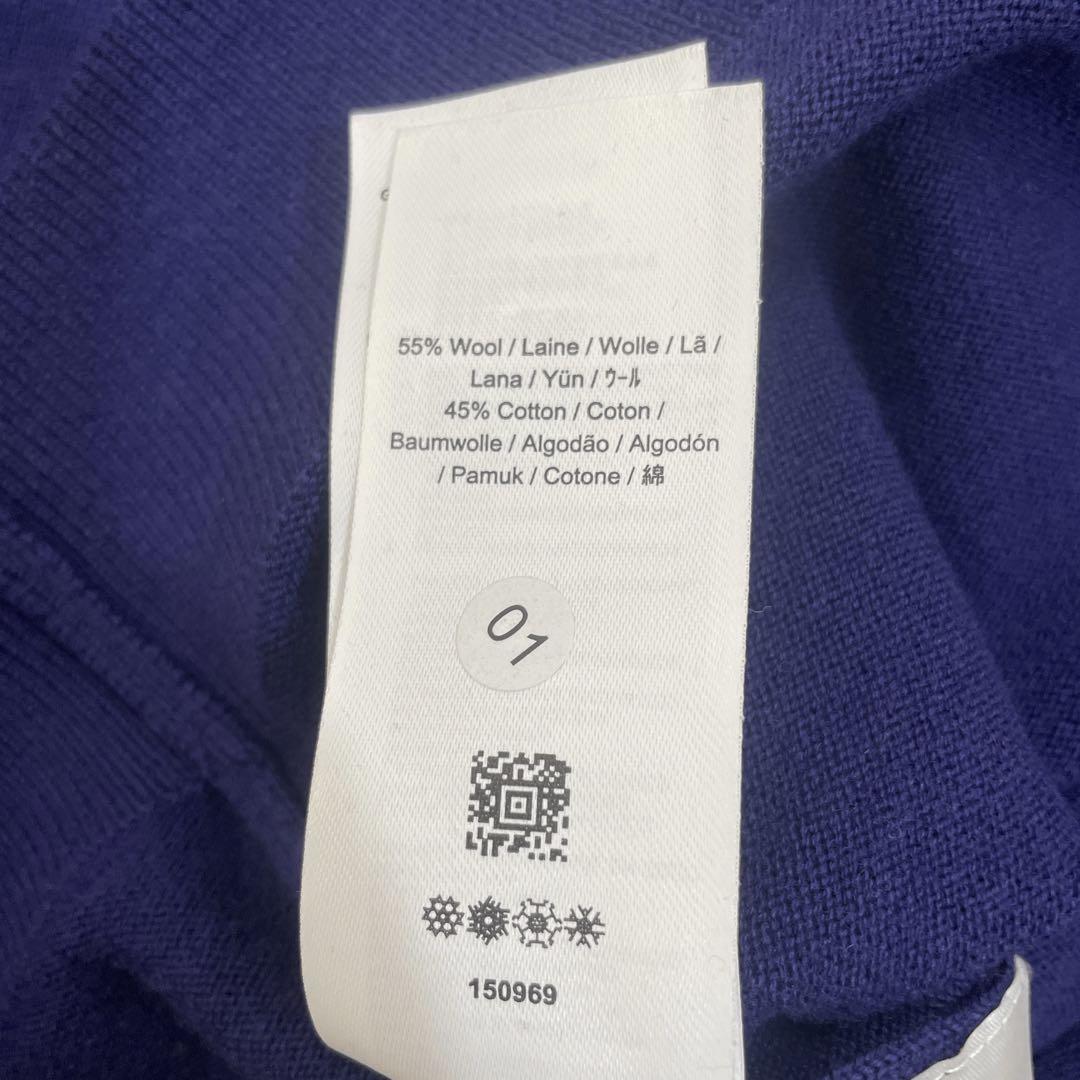 G
55% Wool / Laine / Wolle / Lã /
Lana / Yün / ウール
45% Cotton / Coton /
Baumwolle / Algodão / Algodón
/ Pamuk / Cotone / 綿
01
150969